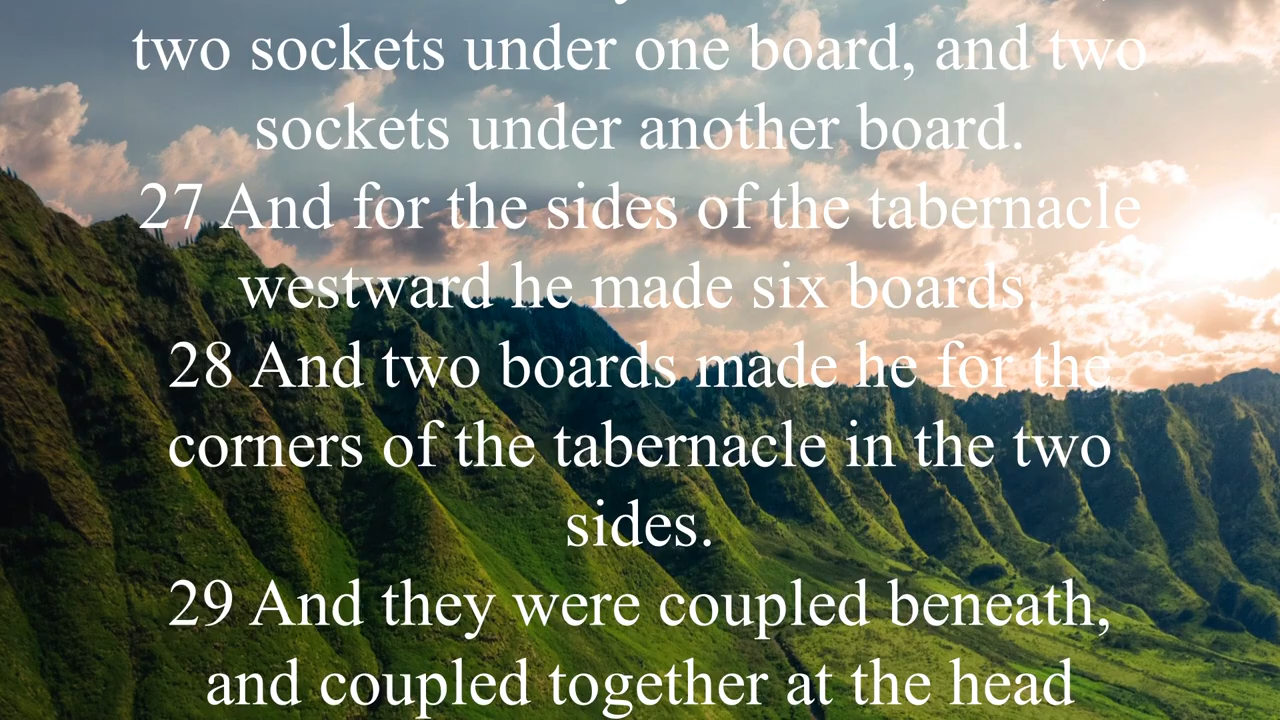 two sockets under one board, and two
sockets under another board.
27 And for the sides of the tabernacle
westward he made six boards.
28 And two boards made he for the
corners of the tabernacle in the two
sides.
29 And they were coupled beneath,
and coupled together at the head